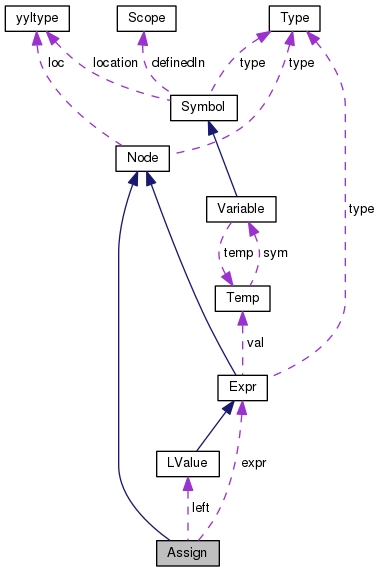 yyltype
Scope
Type
loc
location
definedIn
type
type
Symbol
Node
Variable
type
temp
sym
Temp
val
Expr
LValue
expr
left
Assign